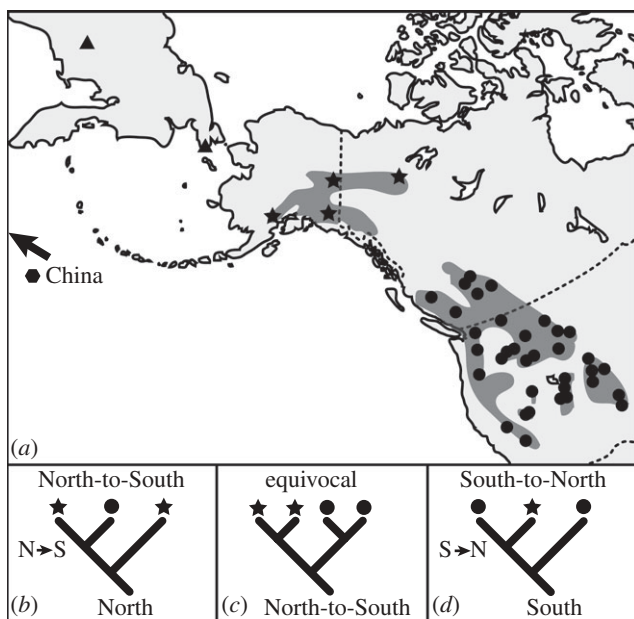 China
(a)
North-to-South
N→S
(b)
North
equivocal
(c)
North-to-South
South-to-North
S→N
(d)
South